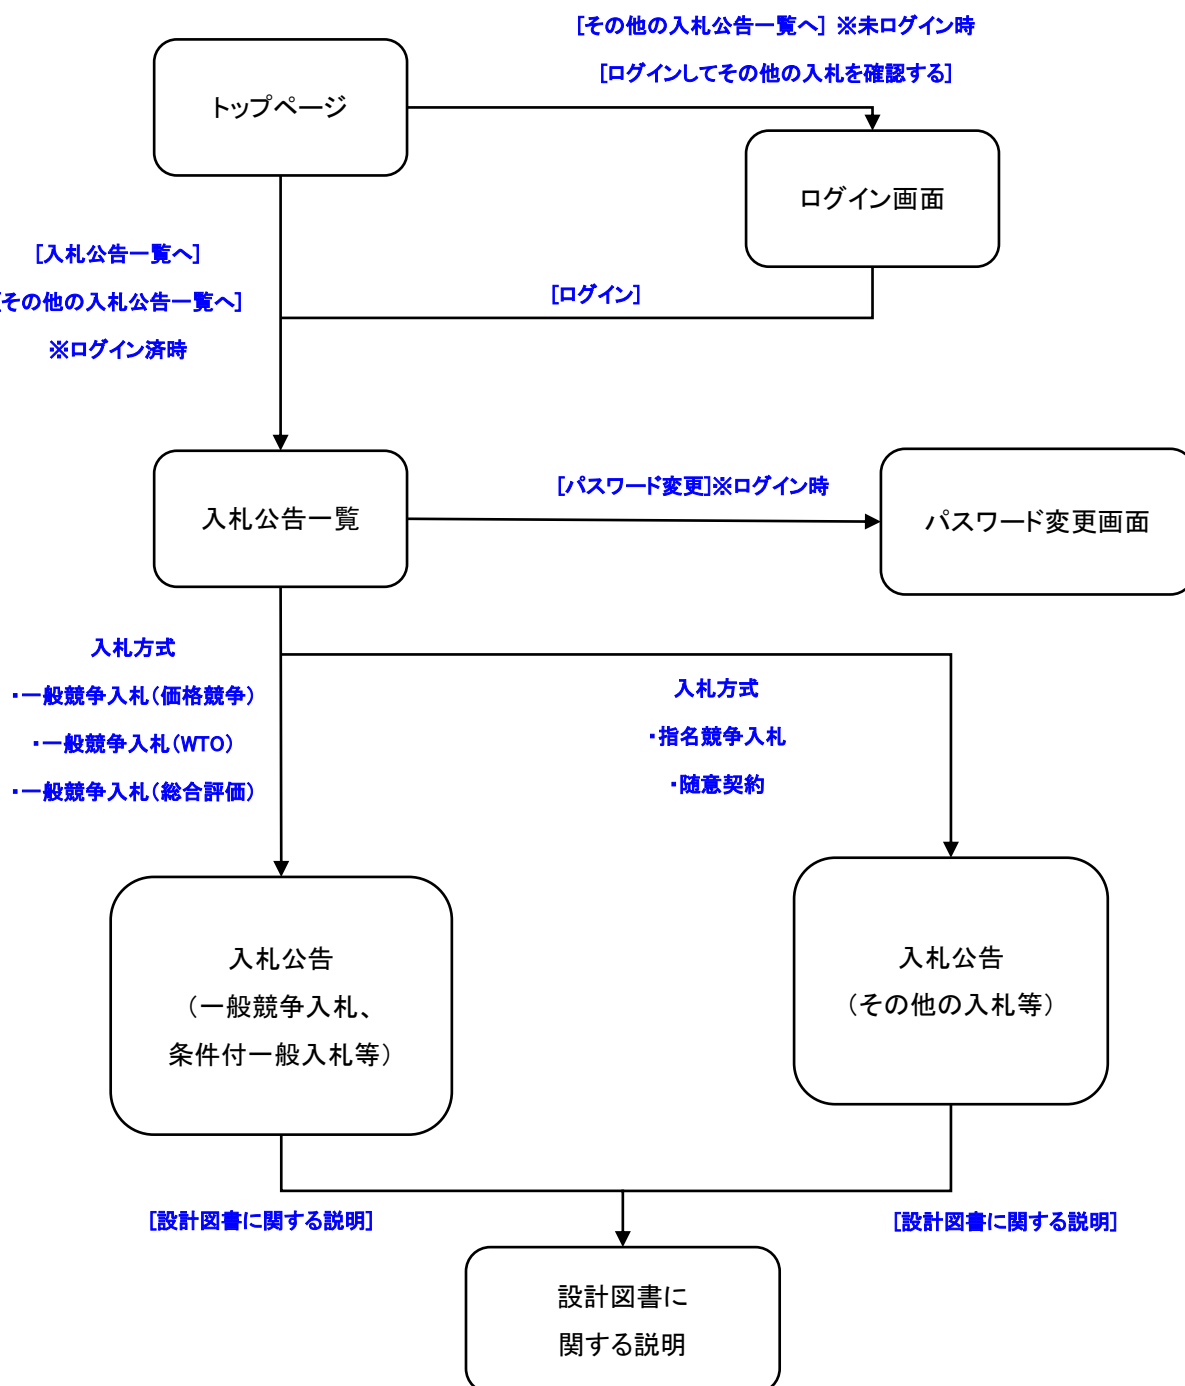 [その他の入札公告一覧へ] ※未ログイン時
[ログインしてその他の入札を確認する]
トップページ
ログイン画面
[入札公告一覧へ]
[その他の入札公告一覧へ]
※ログイン済時
[ログイン]
入札公告一覧
[パスワード変更]※ログイン時
パスワード変更画面
入札方式
・一般競争入札(価格競争)
・一般競争入札(WTO)
・一般競争入札(総合評価)
入札方式
・指名競争入札
・随意契約
入札公告
(一般競争入札、
条件付一般入札等)
入札公告
(その他の入札等)
[設計図書に関する説明]
[設計図書に関する説明]
設計図書に
関する説明